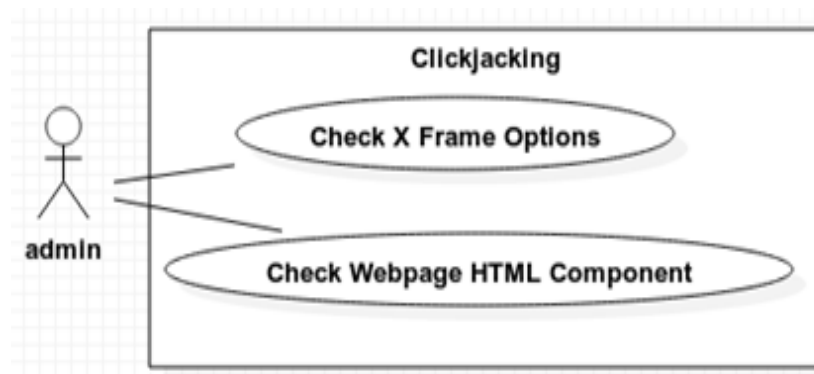 Clickjacking
Check X Frame Options
admin
Check Webpage HTML Component